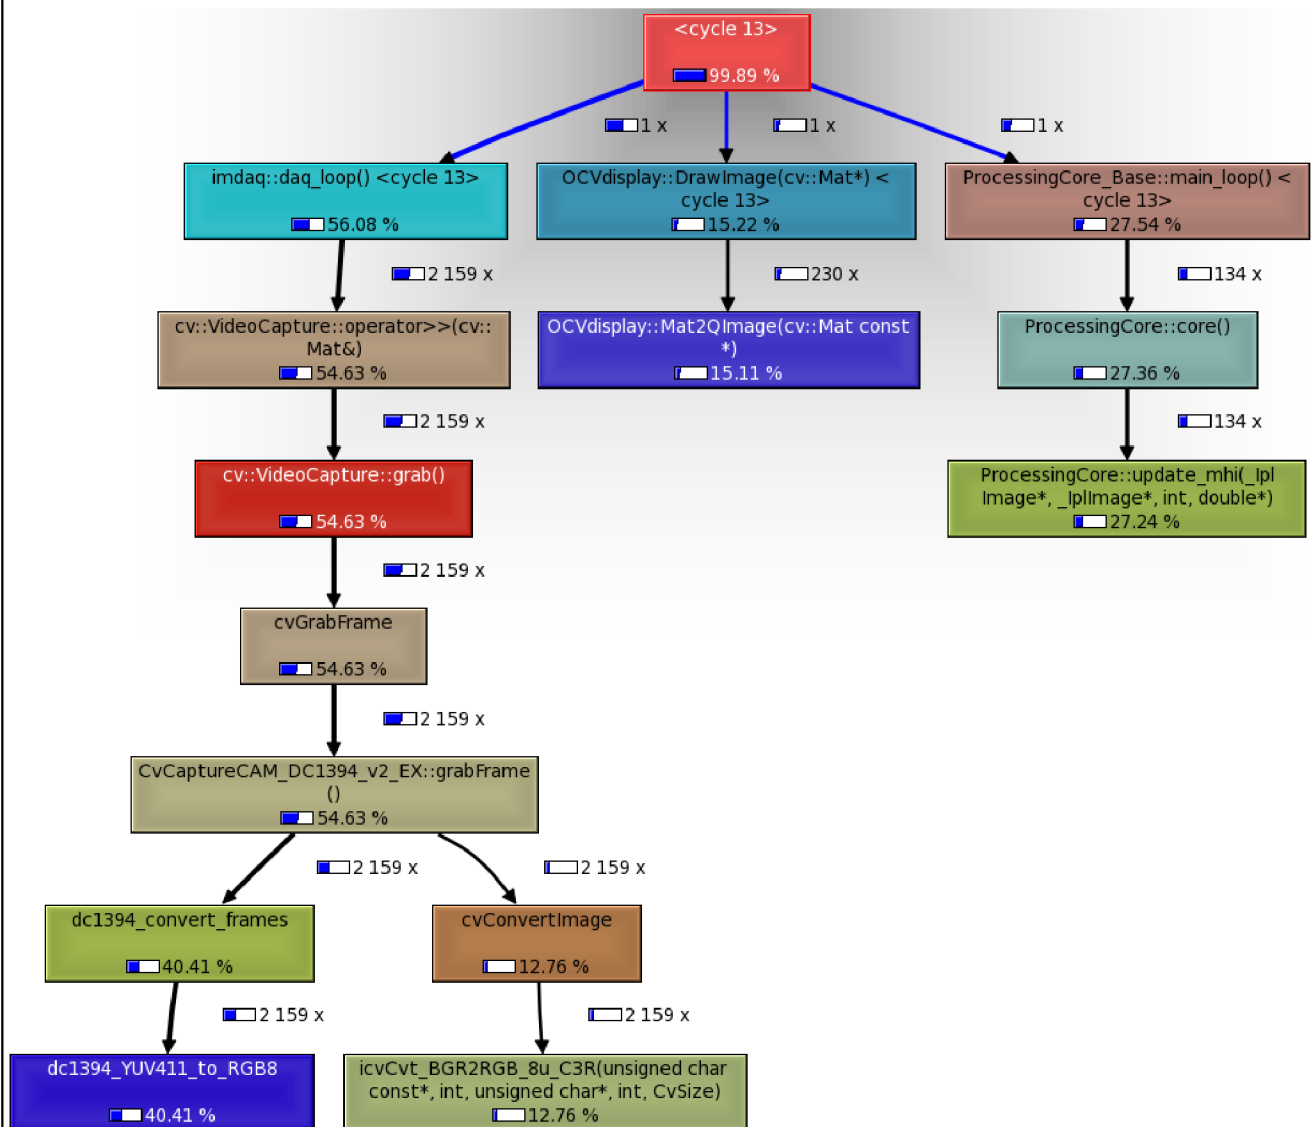 <cycle 13>
99.89 %
1 x
1 x
1 x
imdaq::daq_loop() <cycle 13>
56.08 %
OCVdisplay::DrawImage(cv::Mat*) <
cycle 13>
15.22 %
ProcessingCore_Base::main_loop() <
cycle 13>
27.54 %
2 159 x
230 x
134 x
cv::VideoCapture::operator>>(cv::
Mat&)
54.63 %
OCVdisplay::Mat2QImage(cv::Mat const
*)
15.11 %
ProcessingCore::core()
27.36 %
2 159 x
134 x
cv::VideoCapture::grab()
54.63 %
ProcessingCore::update_mhi(_Ipl
Image*, _IplImage*, int, double*)
27.24 %
2 159 x
cvGrabFrame
54.63 %
2 159 x
CvCaptureCAM_DC1394_v2_EX::grabFrame
()
54.63 %
2 159 x
2 159 x
dc1394_convert_frames
40.41 %
cvConvertImage
12.76 %
2 159 x
2 159 x
dc1394_YUV411_to_RGB8
40.41 %
icvCvt_BGR2RGB_8u_C3R(unsigned char
const*, int, unsigned char*, int, CvSize)
12.76 %